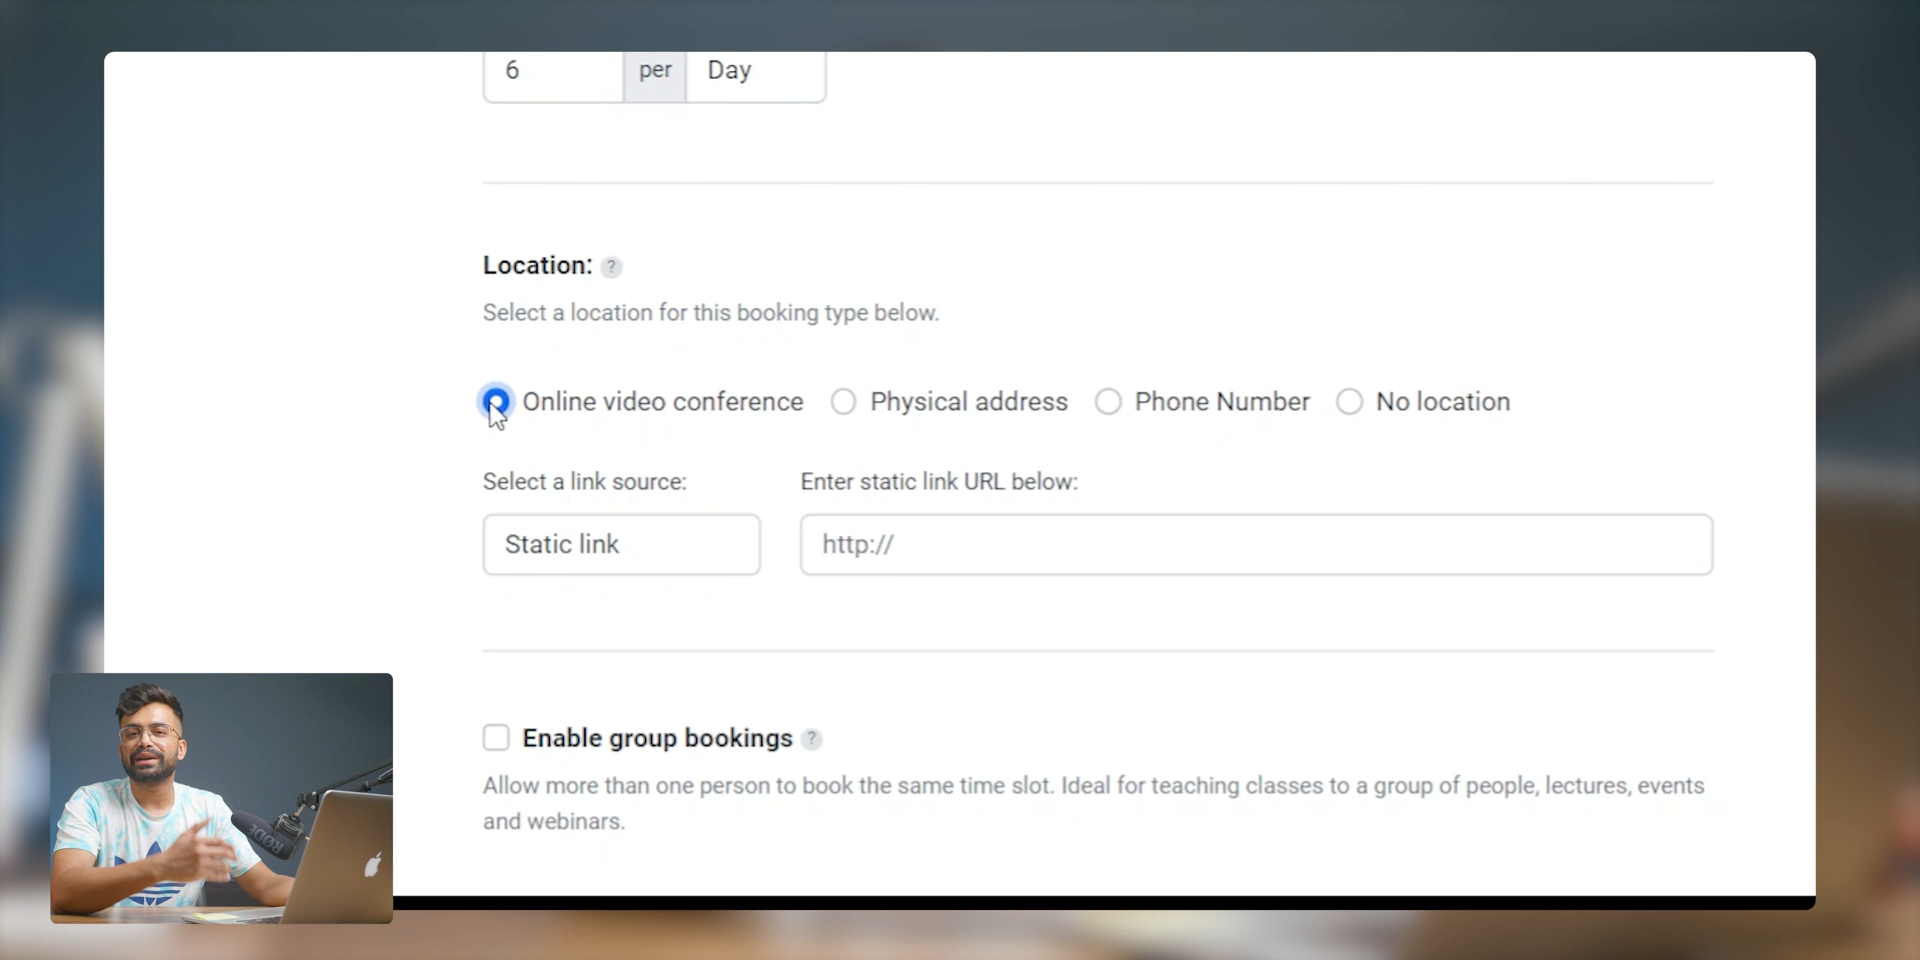 6 per Day
Location: ?
Select a location for this booking type below.
Online video conference Physical address Phone Number No location
Select a link source: Enter static link URL below:
Static link http://
Enable group bookings ?
Allow more than one person to book the same time slot. Ideal for teaching classes to a group of people, lectures, events
and webinars.
RØDE